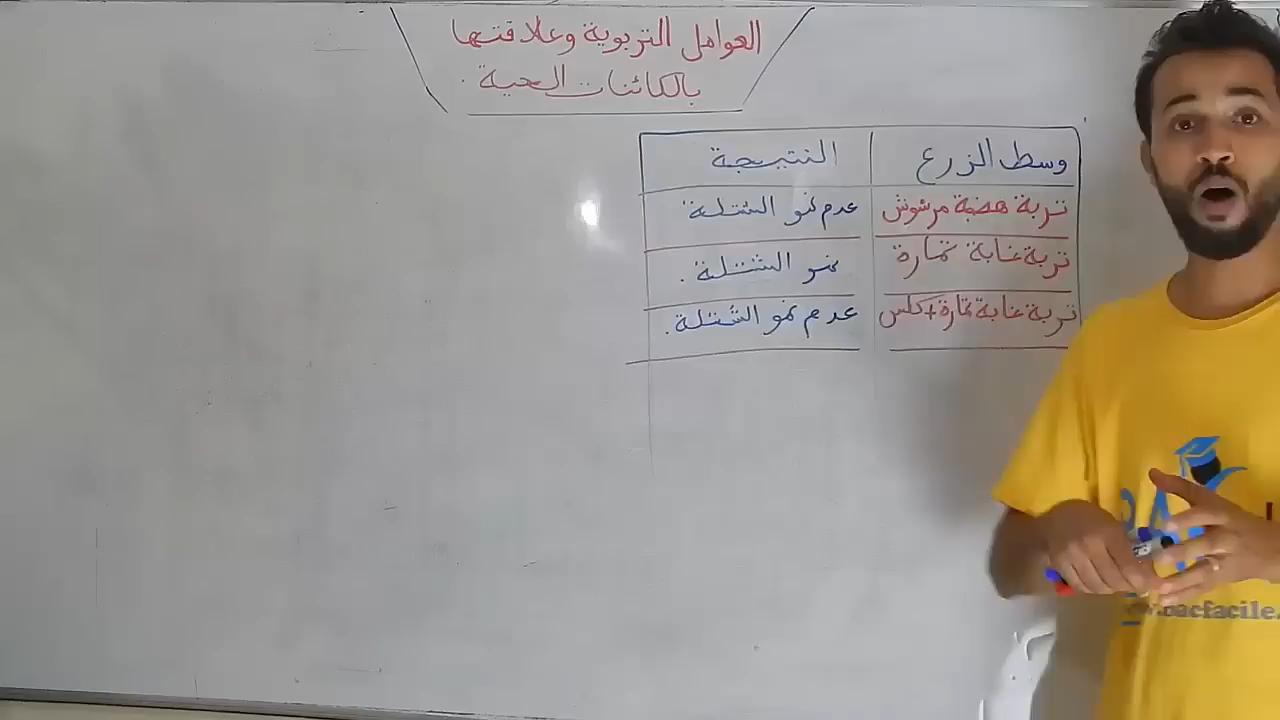 العوامل التربوية وعلاقتها
بالكائنات الحية.
وسط الزرع النتيجة
تربة هضبة مرشوش عدم نمو الشتلة
تربة غابة تمارة نمو الشتلة.
تربة غابة تمارة + كلس عدم نمو الشتلة.
bacfacile.